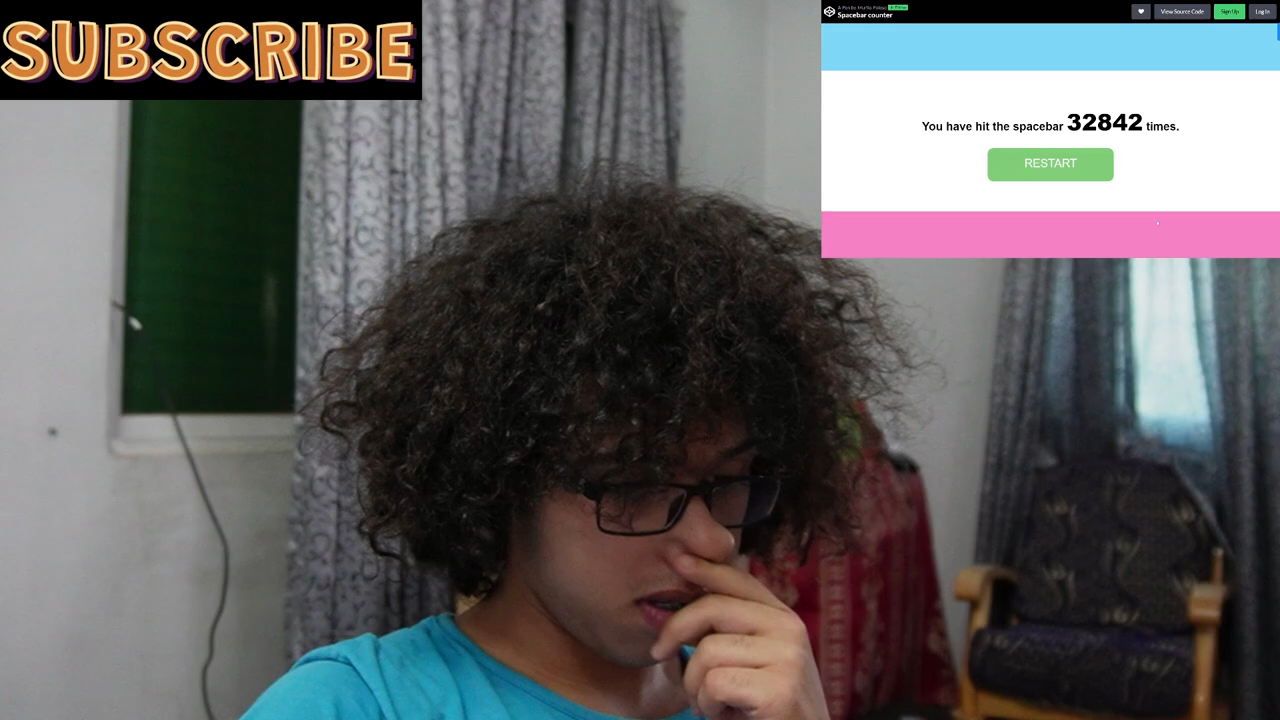 SUBSCRIBE
Spacebar counter
View Source Code
Sign Up
Log In
You have hit the spacebar 32842 times.
RESTART